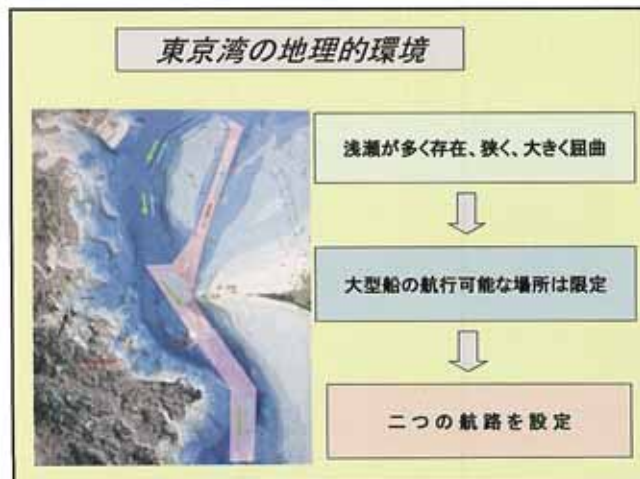 東京湾の地理的環境
浅瀬が多く存在、狭く、大きく屈曲
大型船の航行可能な場所は限定
二つの航路を設定